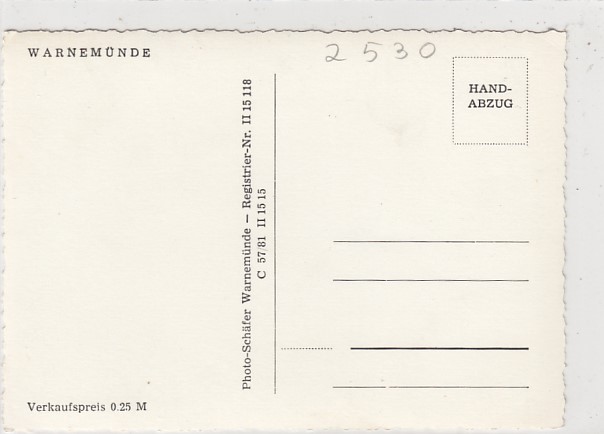 WARNEMÜNDE
2530
HAND-
ABZUG
Photo-Schäfer Warnemünde — Registrier-Nr. II 15 118
C 57/81 II 15 15
Verkaufspreis 0.25 M